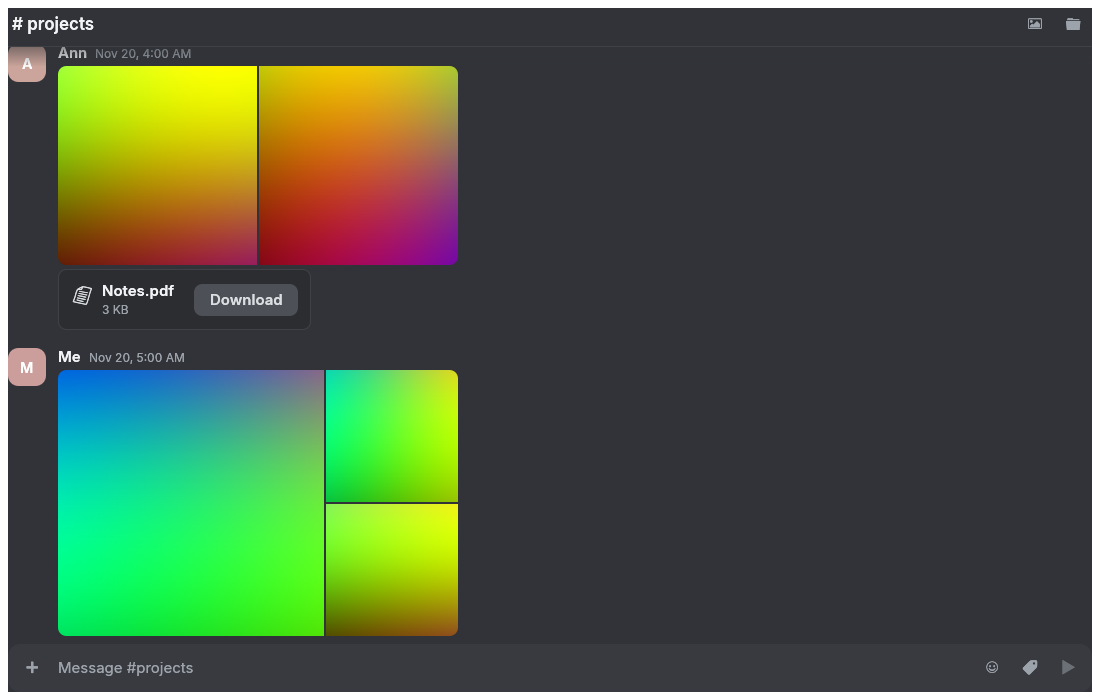 # projects
A
Ann Nov 20, 4:00 AM
Notes.pdf
3 KB
Download
M
Me Nov 20, 5:00 AM
Message #projects